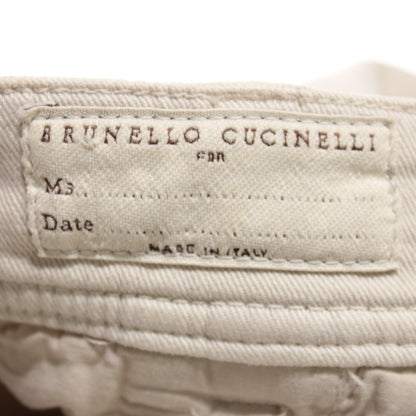 BRUNELLO CUCINELLI
FOR
Ms
Date
MADE IN ITALY